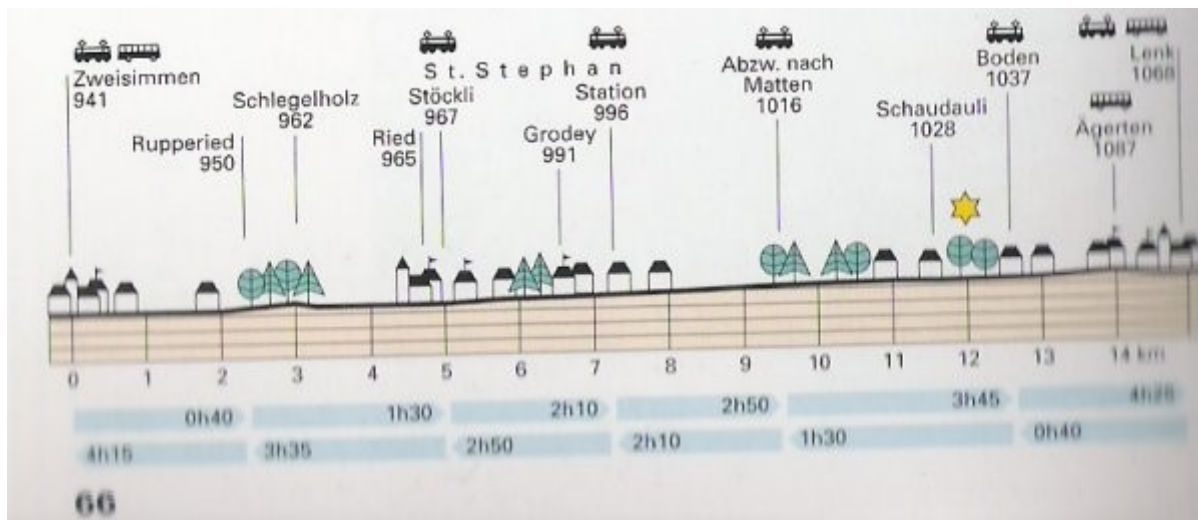 Zweisimmen
941
Rupperied
950
Schlegelholz
962
Ried
965
St. Stephan
Stöckli
967
Grodey
991
Station
996
Abzw. nach
Matten
1016
Schaudauli
1028
Boden
1037
Ägerten
1087
Lenk
1068
0 1 2 3 4 5 6 7 8 9 10 11 12 13 14 km
0h40 1h30 2h10 2h50 3h45 4h25
4h15 3h35 2h50 2h10 1h30 0h40
66